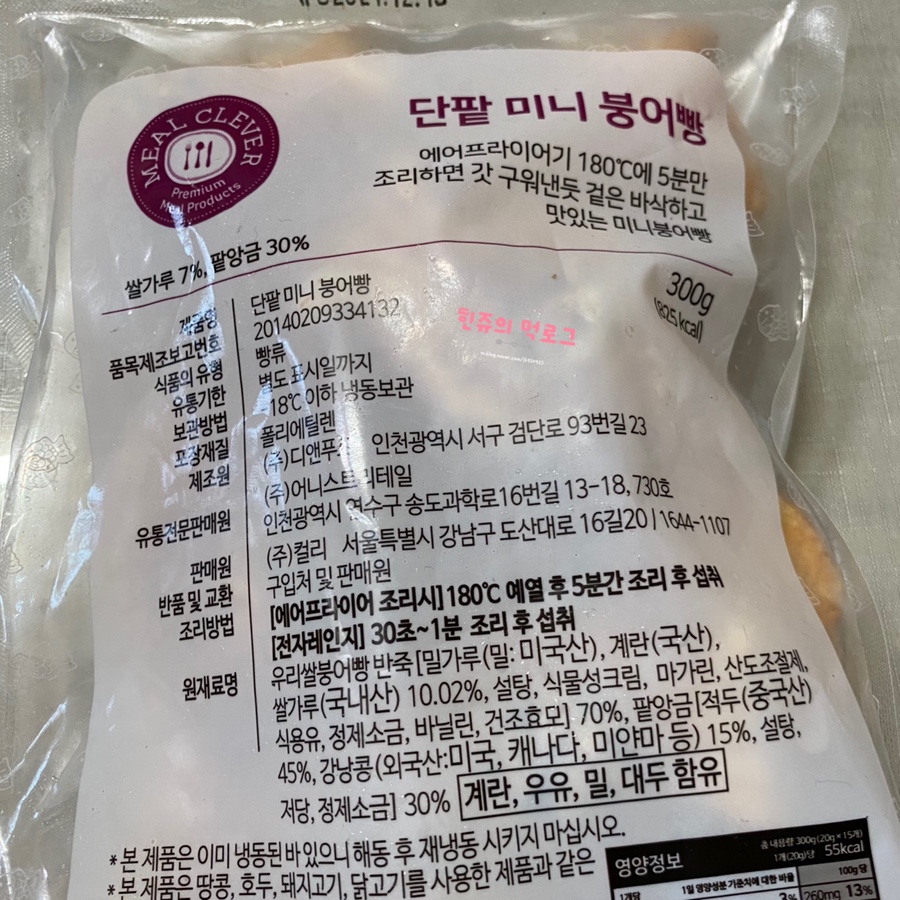 MEAL CLEVER
Premium
Meal Products
단팥 미니 붕어빵
에어프라이어기 180℃에 5분만
조리하면 갓 구워낸듯 겉은 바삭하고
맛있는 미니붕어빵
쌀가루 7%, 팥앙금 30%
300g
(825 kcal)
제품명 단팥 미니 붕어빵
품목제조보고번호 20140209334132
식품의 유형 빵류
유통기한 별도 표시일까지
보관방법 18℃ 이하 냉동보관
포장재질 폴리에틸렌
제조원 (주)디앤푸 인천광역시 서구 검단로 93번길 23
유통전문판매원 (주)어니스트리테일
인천광역시 연수구 송도과학로16번길 13-18, 730호
판매원 (주)컬리 서울특별시 강남구 도산대로 16길20 / 1644-1107
반품 및 교환 구입처 및 판매원
조리방법 [에어프라이어 조리시] 180℃ 예열 후 5분간 조리 후 섭취
[전자레인지] 30초~1분 조리 후 섭취
원재료명 우리쌀붕어빵 반죽 [밀가루(밀: 미국산), 계란(국산),
쌀가루(국내산) 10.02%, 설탕, 식물성크림, 마가린, 산도조절제,
식용유, 정제소금, 바닐린, 건조효모] 70%, 팥앙금[적두(중국산)
45%, 강낭콩(외국산:미국, 캐나다, 미얀마 등) 15%, 설탕,
저당, 정제소금] 30% 계란, 우유, 밀, 대두 함유
*본 제품은 이미 냉동된 바 있으니 해동 후 재냉동 시키지 마십시오.
*본 제품은 땅콩, 호두, 돼지고기, 닭고기를 사용한 제품과 같은
영양정보
총 내용량 300g(20g×15개)
1개(20g)당 55kcal
1개당 1일 영양성분 기준치에 대한 비율 100g 당
3% 260mg 13%
힌쥬의 먹로그